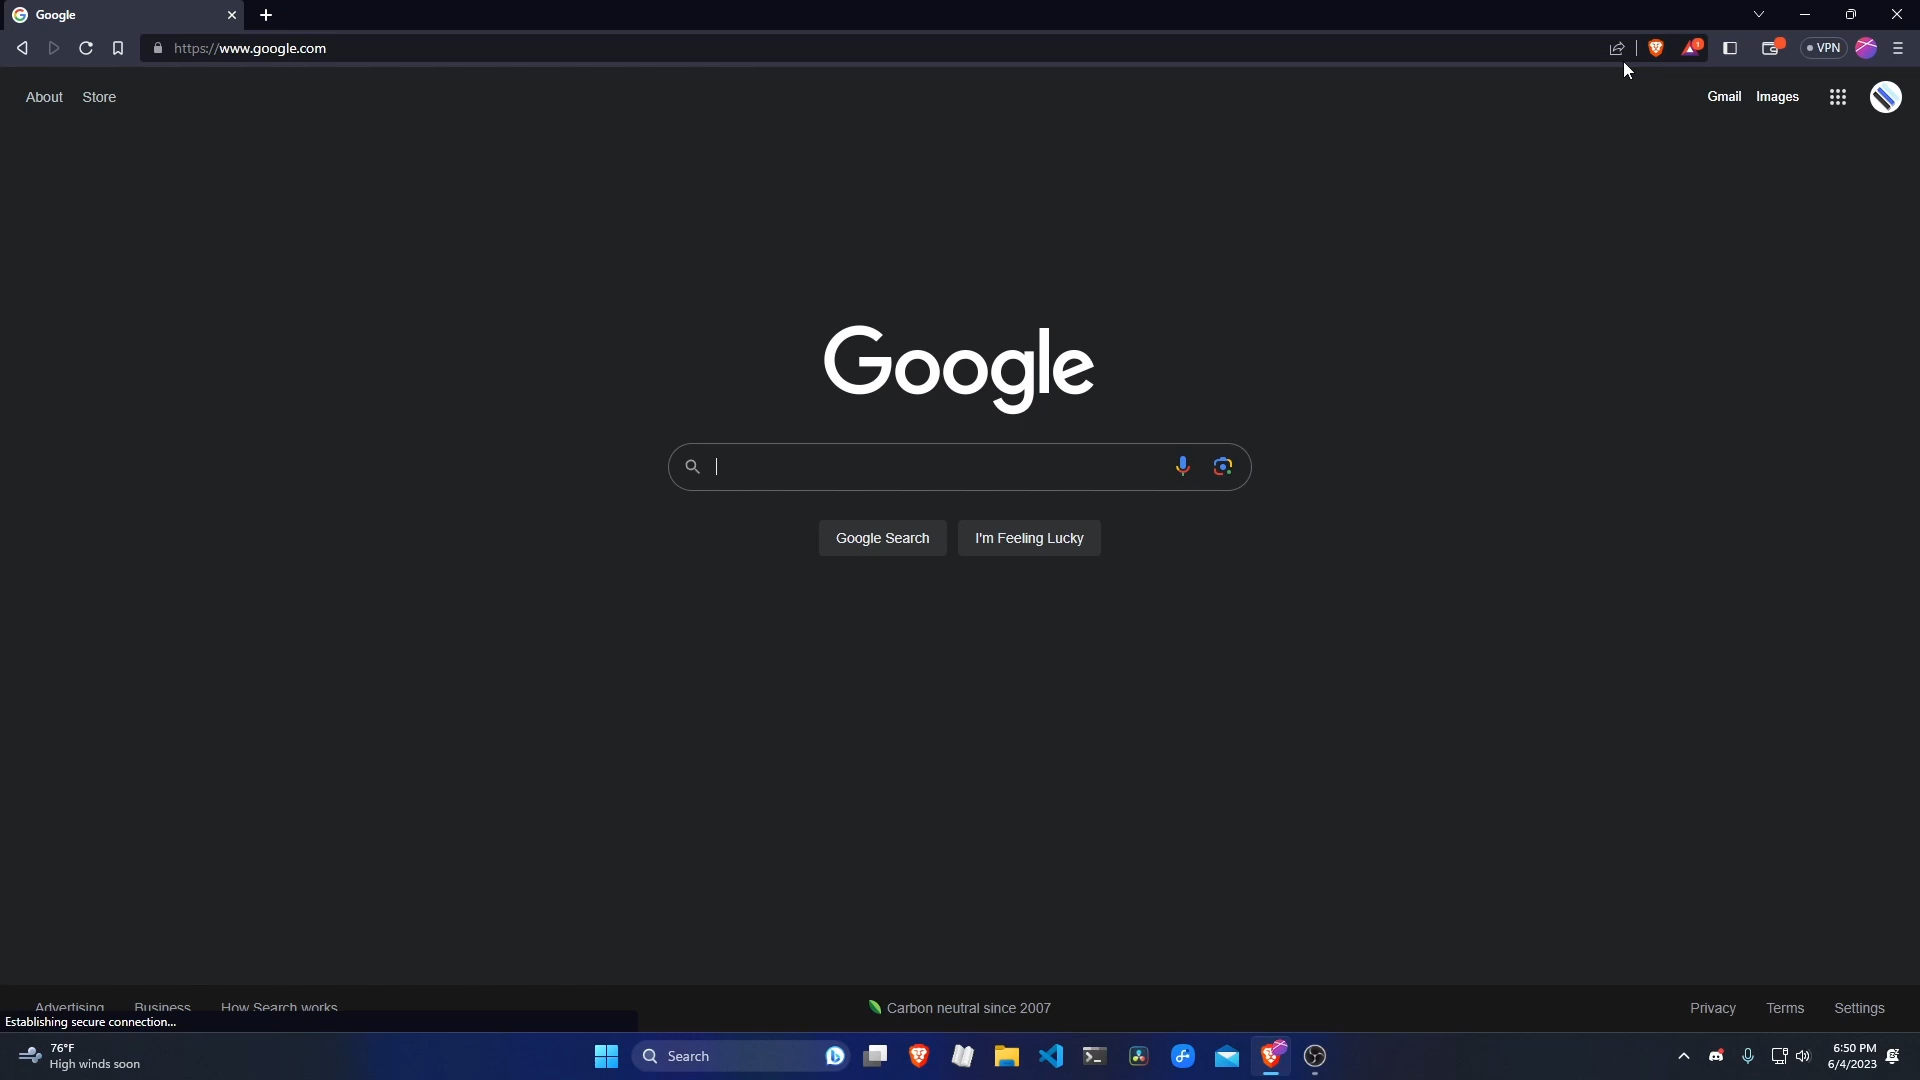 Google
https://www.google.com
1
VPN
About Store
Gmail Images
Google
Google Search I'm Feeling Lucky
Advertising Business How Search works
Carbon neutral since 2007
Privacy Terms Settings
Establishing secure connection...
76°F
High winds soon
Search
6:50 PM
6/4/2023